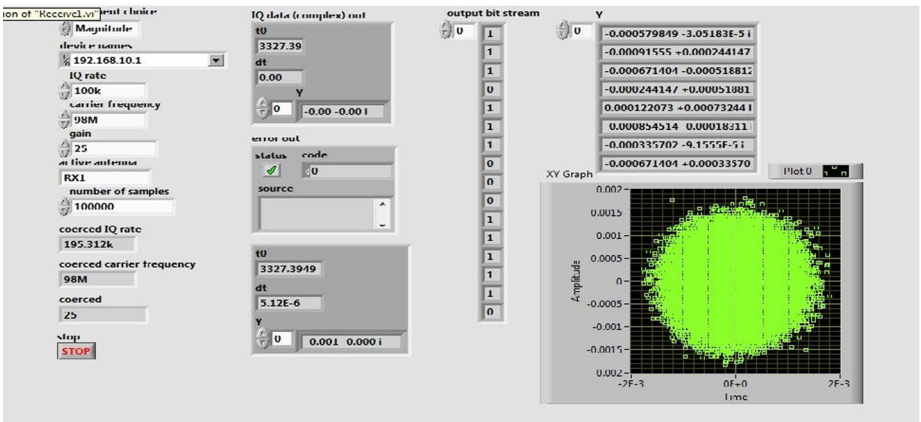 ion of "Receive1.vi"
ment choice
Magnitude
device names
192.168.10.1
IQ rate
100k
carrier frequency
98M
gain
25
active antenna
RX1
number of samples
100000
coerced IQ rate
195.312k
coerced carrier frequency
98M
coerced
25
stop
STOP
IQ data (complex) out
t0
3327.39
dt
0.00
Y
0
-0.00 -0.00 i
error out
status code
0
source
t0
3327.3949
dt
5.12E-6
Y
0
0.001 0.000 i
output bit stream
0
1
1
1
0
1
1
1
0
0
0
1
1
1
1
1
0
Y
0
-0.000579849 -3.05183E-5 i
-0.00091555 +0.000244147
-0.000671404 -0.000518812
-0.000244147 +0.00051881
0.000122073 +0.00073244 i
0.000854514 0.00018311 i
-0.000335702 -9.1555E-5 i
-0.000671404 +0.00033570
XY Graph
Plot 0
Amplitude
0.002
0.0015
0.001
0.0005
0
-0.0005
-0.001
-0.0015
0.002
-2E-3
0E+0
2E-3
Time